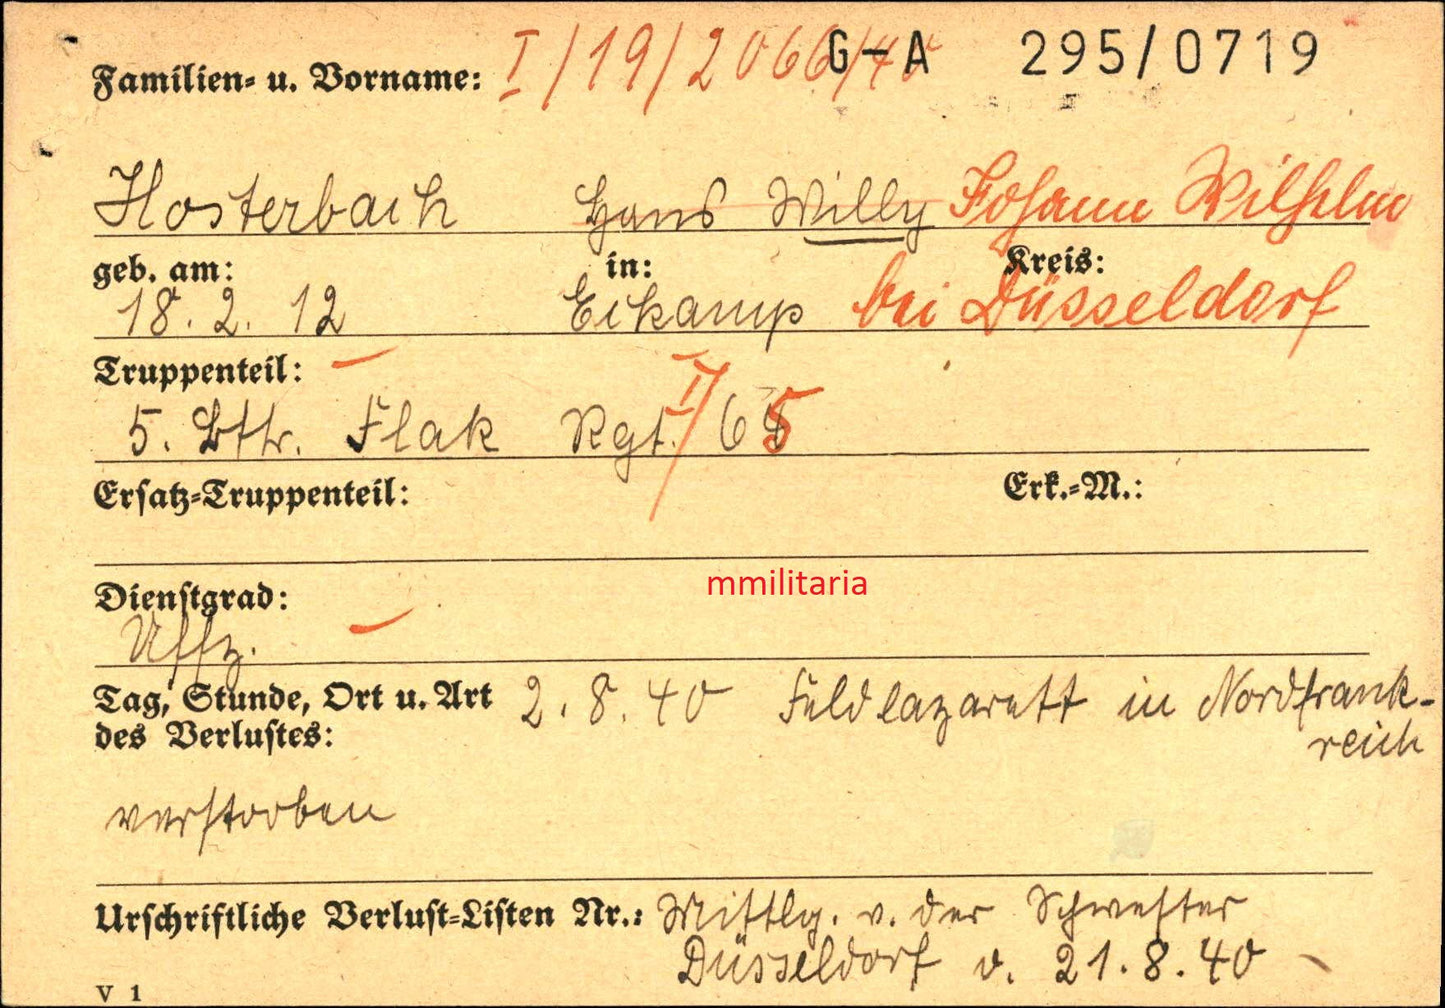 Familien- u. Vorname: I/19/2066/40 G-A 295/0719
Hosterbach Hans Willy Johann Wilhelm
geb. am: in: Kreis:
18. 2. 12 Eckamp bei Düsseldorf
Truppenteil:
5. Bttr. Flak Rgt. I/ 65
Ersatz-Truppenteil: Erk.-M.:
mmilitaria
Dienstgrad:
Uffz.
Tag, Stunde, Ort u. Art 2. 8. 40 Feldlazarett in Nordfrank-
des Verlustes: reich
verstorben
Urschriftliche Verlust-Listen Nr.: Mittlg. v. der Schwester
Düsseldorf v. 21. 8. 40
V 1